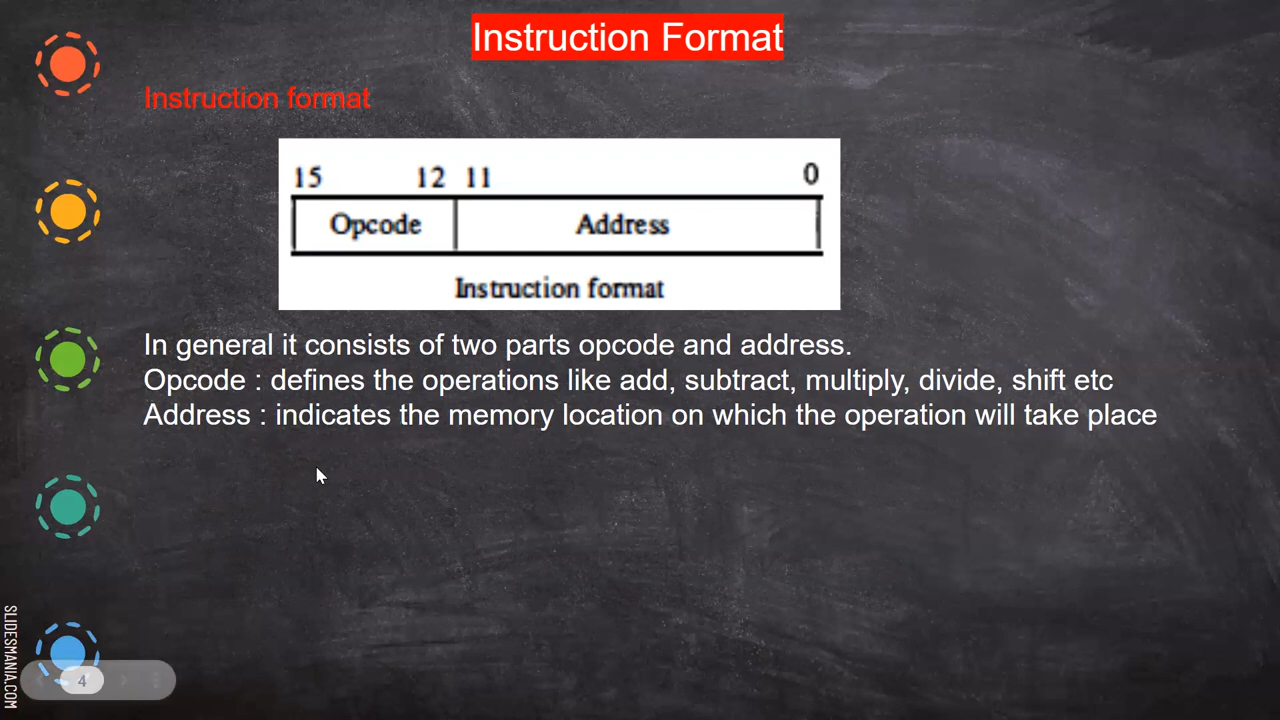 Instruction Format
Instruction format
15 12 11 0
Opcode Address
Instruction format
In general it consists of two parts opcode and address.
Opcode : defines the operations like add, subtract, multiply, divide, shift etc
Address : indicates the memory location on which the operation will take place
SLIDESMANIA.COM
4